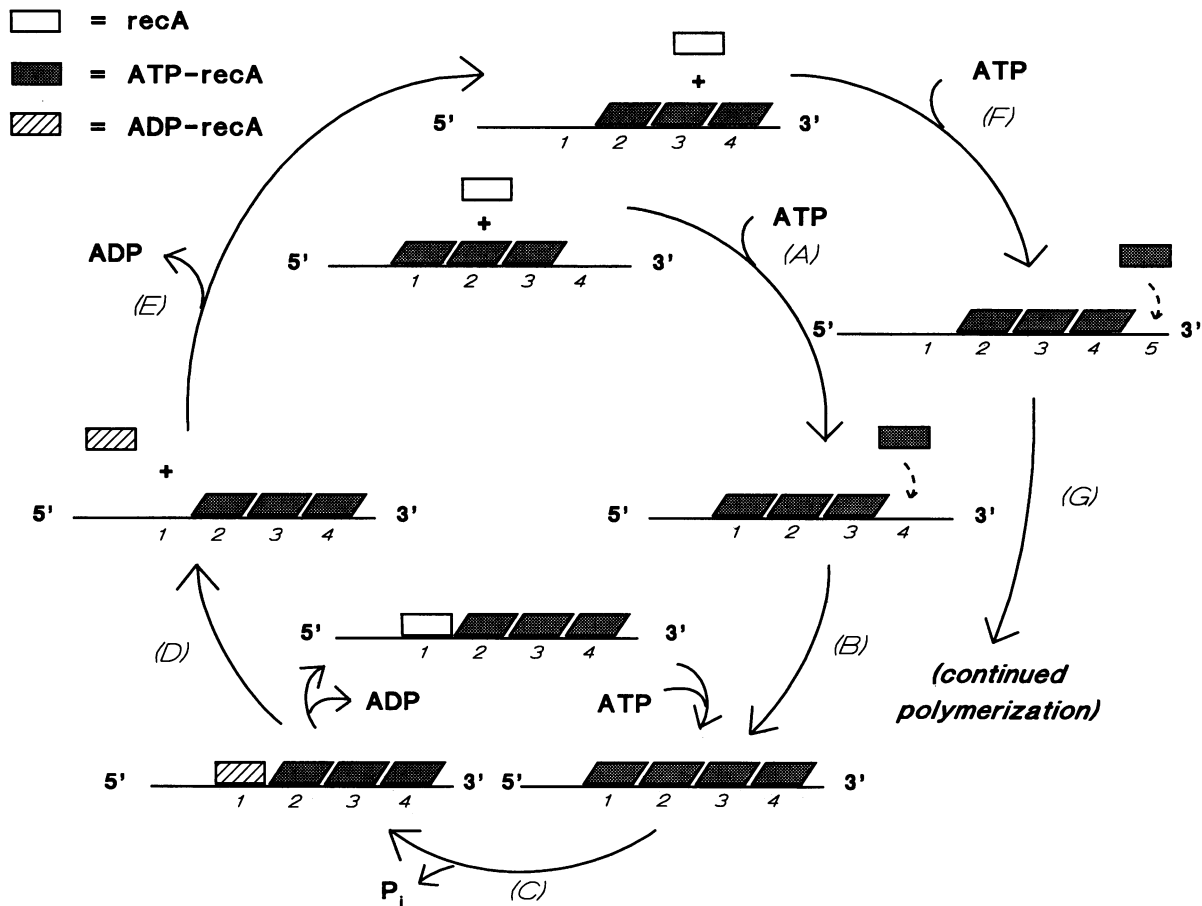 = recA
= ATP-recA
= ADP-recA
+
ATP
(F)
5' 3'
1 2 3 4
+
ATP
(A)
5' 3'
1 2 3 4
ADP
(E)
5' 3'
1 2 3 4 5
+
5' 3'
1 2 3 4
5' 3'
1 2 3 4
(G)
(D)
5' 3'
1 2 3 4
(B)
ADP
ATP
(continued
polymerization)
5' 3'
1 2 3 4
5' 3'
1 2 3 4
(C)
Pi